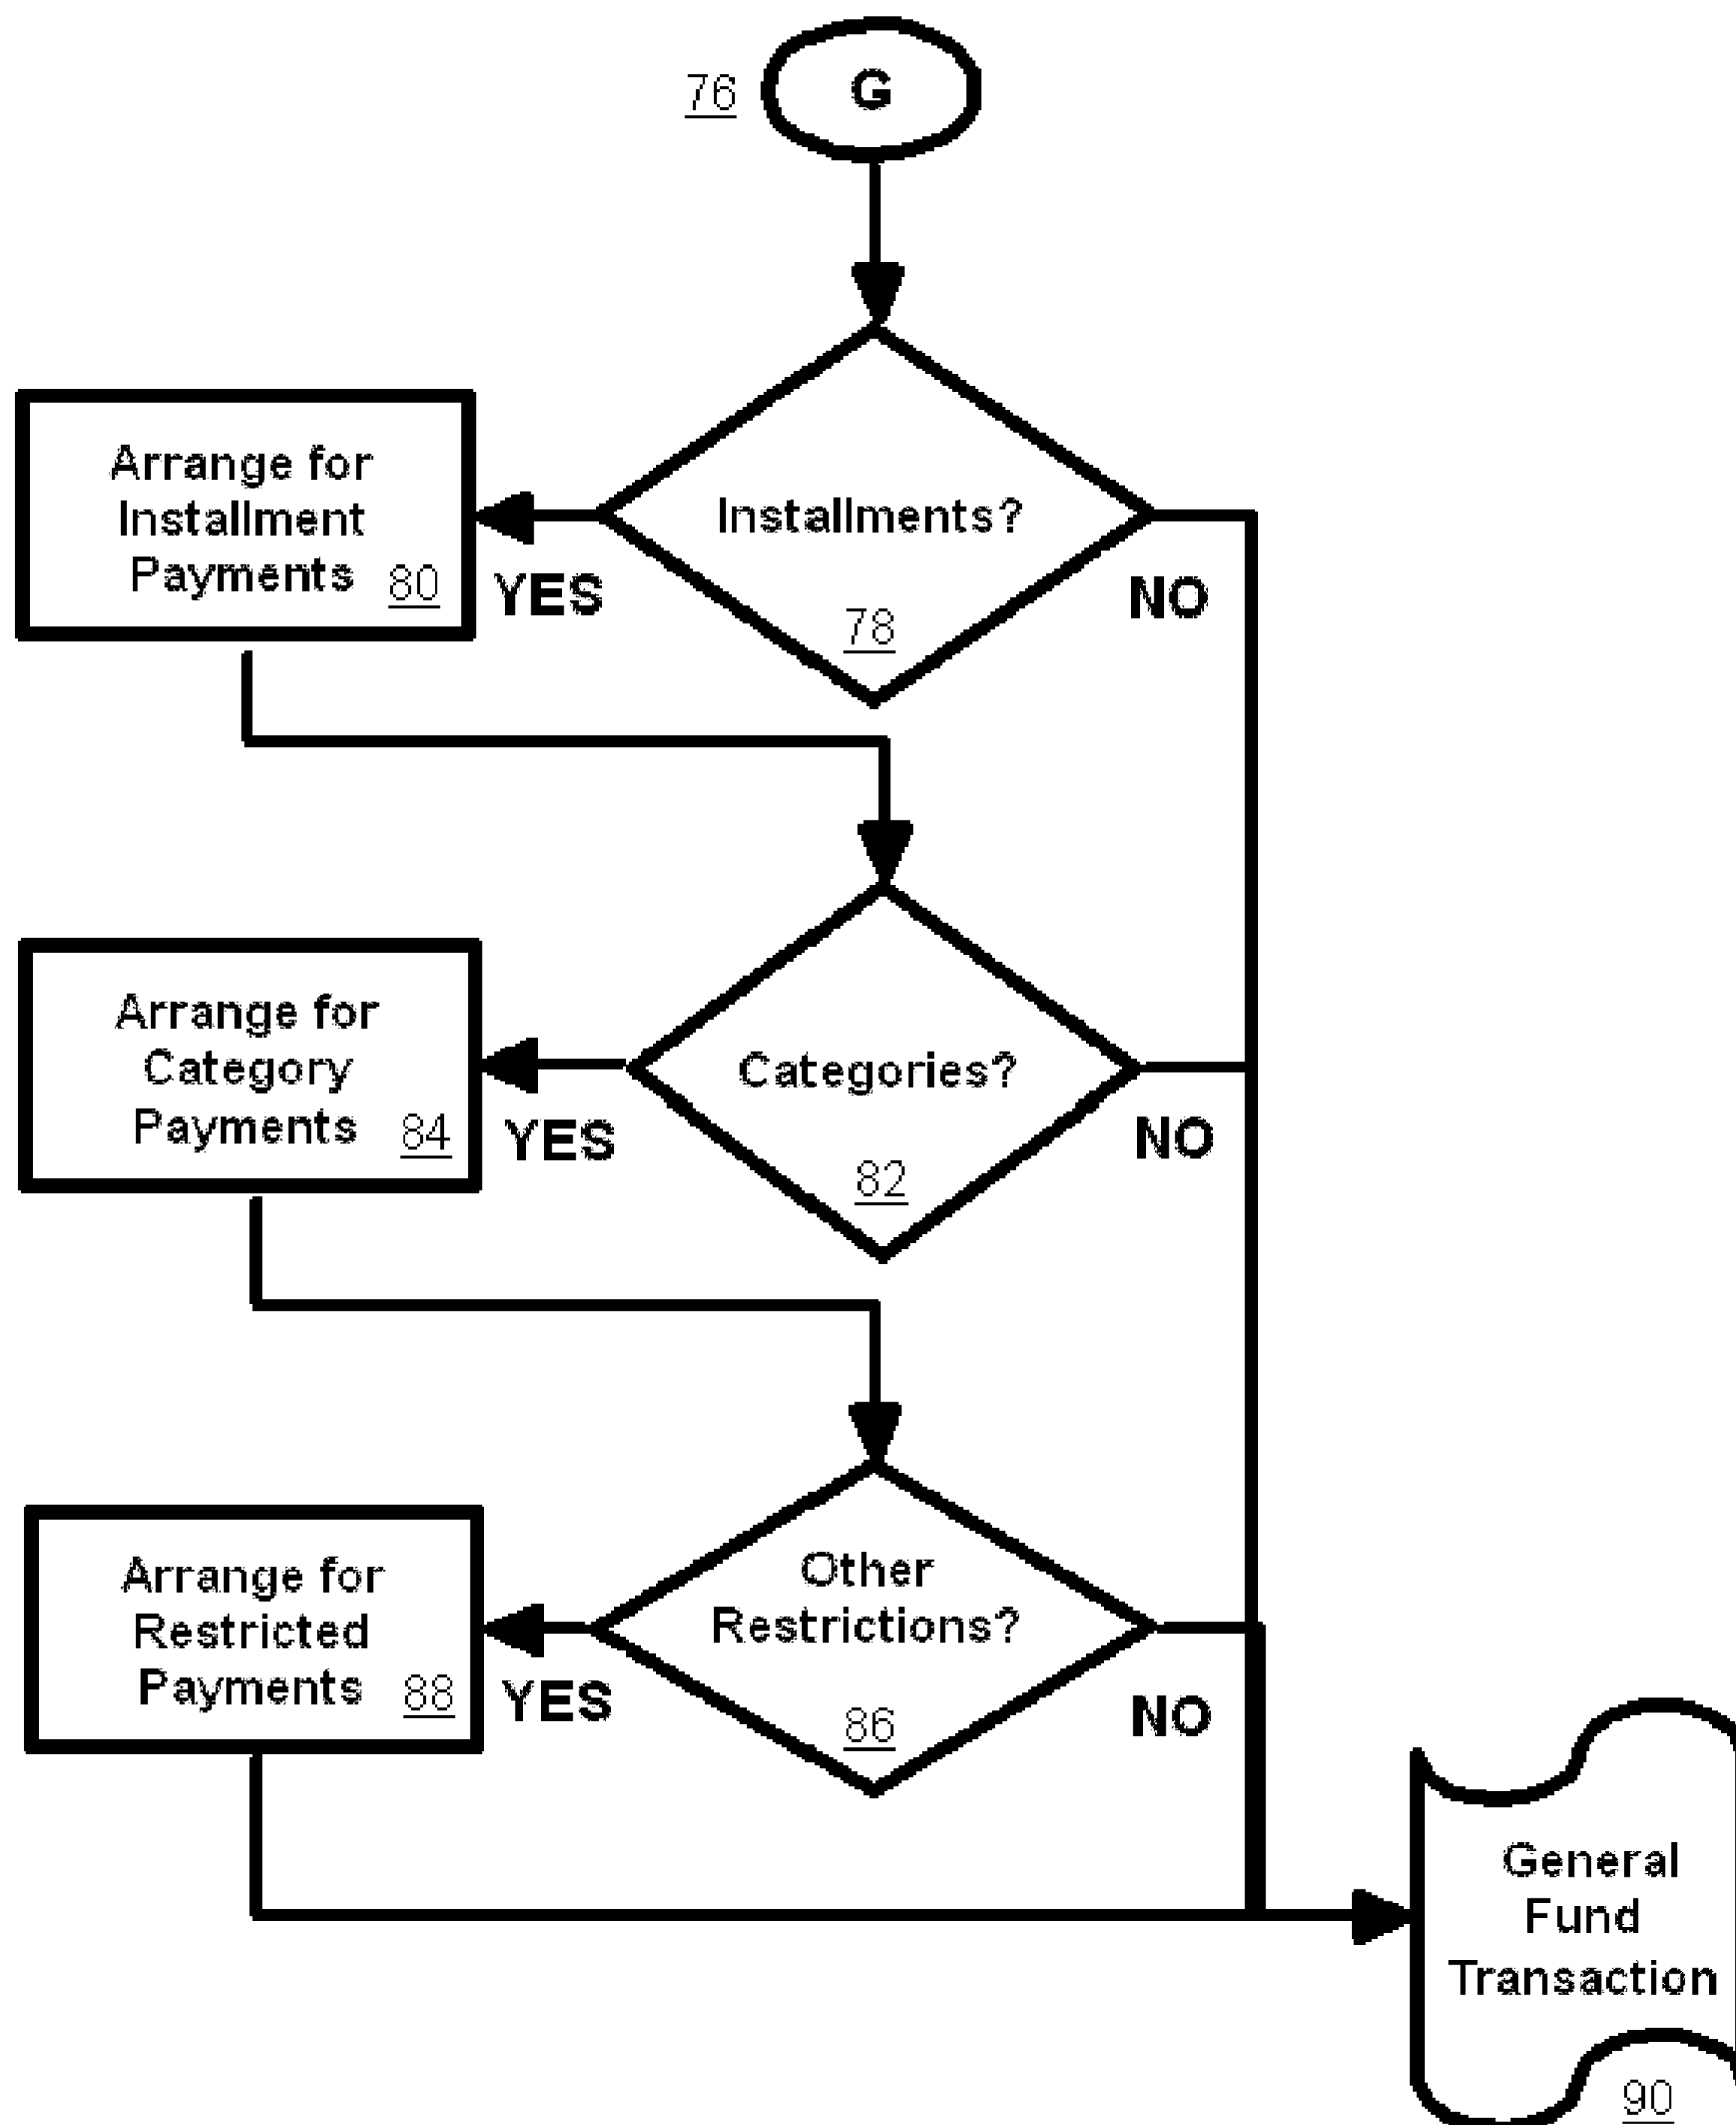 76
G
Arrange for
Installment
Payments 80
Installments?
78
YES
NO
Arrange for
Category
Payments 84
Categories?
82
YES
NO
Arrange for
Restricted
Payments 88
Other
Restrictions?
86
YES
NO
General
Fund
Transaction
90